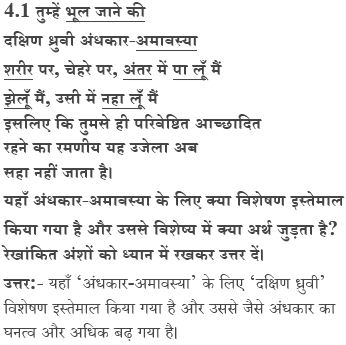 4.1 तुम्हें भूल जाने की
दक्षिण ध्रुवी अंधकार-अमावस्या
शरीर पर, चेहरे पर, अंतर में पा लूँ मैं
झेलूँ मैं, उसी में नहा लूँ मैं
इसलिए कि तुमसे ही परिवेष्टित आच्छादित
रहने का रमणीय यह उजेला अब
सहा नहीं जाता है।
यहाँ अंधकार-अमावस्या के लिए क्या विशेषण इस्तेमाल
किया गया है और उससे विशेष्य में क्या अर्थ जुड़ता है?
रेखांकित अंशों को ध्यान में रखकर उत्तर दें।
उत्तर:- यहाँ ‘अंधकार-अमावस्या’ के लिए ‘दक्षिण ध्रुवी’
विशेषण इस्तेमाल किया गया है और उससे जैसे अंधकार का
घनत्व और अधिक बढ़ गया है।